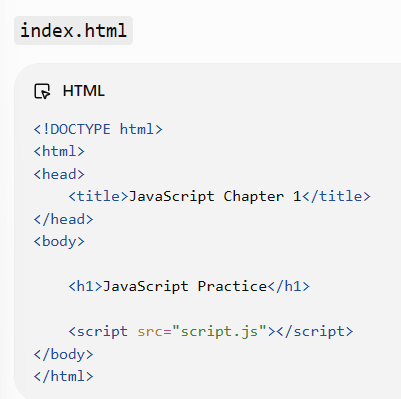 index.html
HTML
<!DOCTYPE html>
<html>
<head>
    <title>JavaScript Chapter 1</title>
</head>
<body>

    <h1>JavaScript Practice</h1>

    <script src="script.js"></script>
</body>
</html>